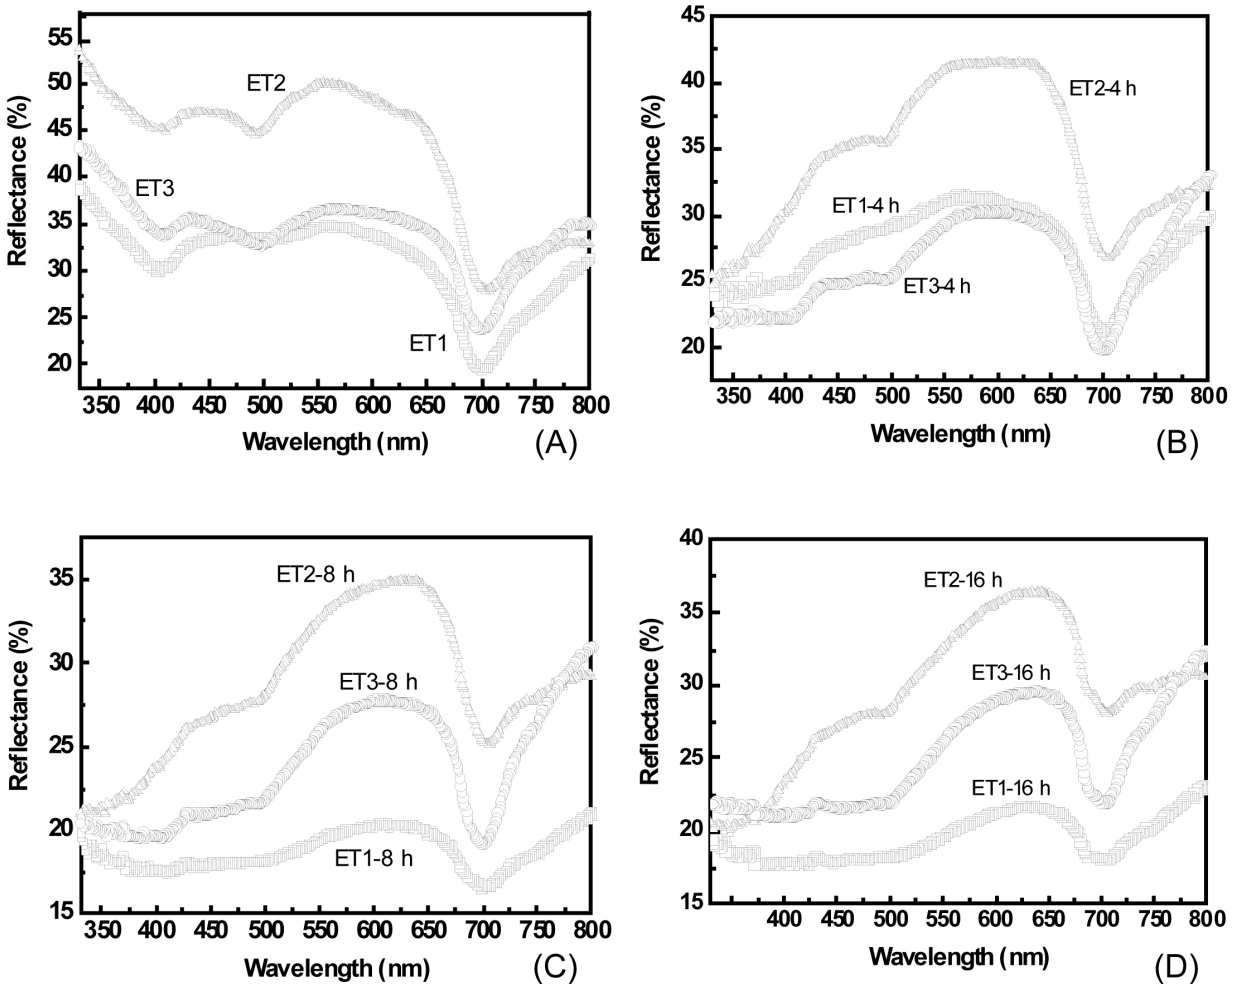 55
50
45
40
35
30
25
20
Reflectance (%)
ET2
ET3
ET1
350 400 450 500 550 600 650 700 750 800
Wavelength (nm)
(A)
45
40
35
30
25
20
Reflectance (%)
ET2-4 h
ET1-4 h
ET3-4 h
350 400 450 500 550 600 650 700 750 800
Wavelength (nm)
(B)
35
30
25
20
15
Reflectance (%)
ET2-8 h
ET3-8 h
ET1-8 h
350 400 450 500 550 600 650 700 750 800
Wavelength (nm)
(C)
40
35
30
25
20
15
Reflectance (%)
ET2-16 h
ET3-16 h
ET1-16 h
400 450 500 550 600 650 700 750 800
Wavelength (nm)
(D)